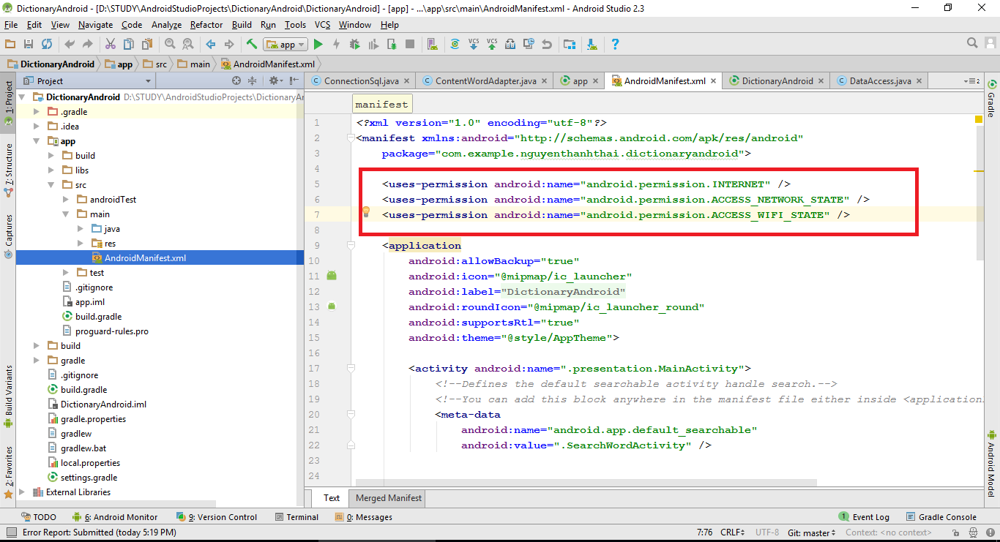 DictionaryAndroid - [D:\STUDY\AndroidStudioProjects\DictionaryAndroid\DictionaryAndroid] - [app] - ...\app\src\main\AndroidManifest.xml - Android Studio 2.3
File Edit View Navigate Code Analyze Refactor Build Run Tools VCS Window Help
app
VCS VCS
DictionaryAndroid app src main AndroidManifest.xml
Project
ConnectionSql.java ContentWordAdapter.java app AndroidManifest.xml DictionaryAndroid DataAccess.java
2
1: Project
7: Structure
Captures
Build Variants
2: Favorites
DictionaryAndroid D:\STUDY\AndroidStudioProjects\DictionaryAn
.gradle
.idea
app
build
libs
src
androidTest
main
java
res
AndroidManifest.xml
test
.gitignore
app.iml
build.gradle
proguard-rules.pro
build
gradle
.gitignore
build.gradle
DictionaryAndroid.iml
gradle.properties
gradlew
gradlew.bat
local.properties
settings.gradle
External Libraries
manifest
1 <?xml version="1.0" encoding="utf-8"?>
2 <manifest xmlns:android="http://schemas.android.com/apk/res/android"
3 package="com.example.nguyenthanhthai.dictionaryandroid">
4
5 <uses-permission android:name="android.permission.INTERNET" />
6 <uses-permission android:name="android.permission.ACCESS_NETWORK_STATE" />
7 <uses-permission android:name="android.permission.ACCESS_WIFI_STATE" />
8
9 <application
10 android:allowBackup="true"
11 android:icon="@mipmap/ic_launcher"
12 android:label="DictionaryAndroid"
13 android:roundIcon="@mipmap/ic_launcher_round"
14 android:supportsRtl="true"
15 android:theme="@style/AppTheme">
16
17 <activity android:name=".presentation.MainActivity">
18 <!--Defines the default searchable activity handle search.-->
19 <!--You can add this block anywhere in the manifest file either inside <application
20 <meta-data
21 android:name="android.app.default_searchable"
22 android:value=".SearchWordActivity" />
23
24
Gradle
Android Model
Text Merged Manifest
TODO 6: Android Monitor 9: Version Control Terminal 0: Messages 1 Event Log Gradle Console
Error Report: Submitted (today 5:19 PM) 7:76 CRLF UTF-8 Git: master Context: <no context>